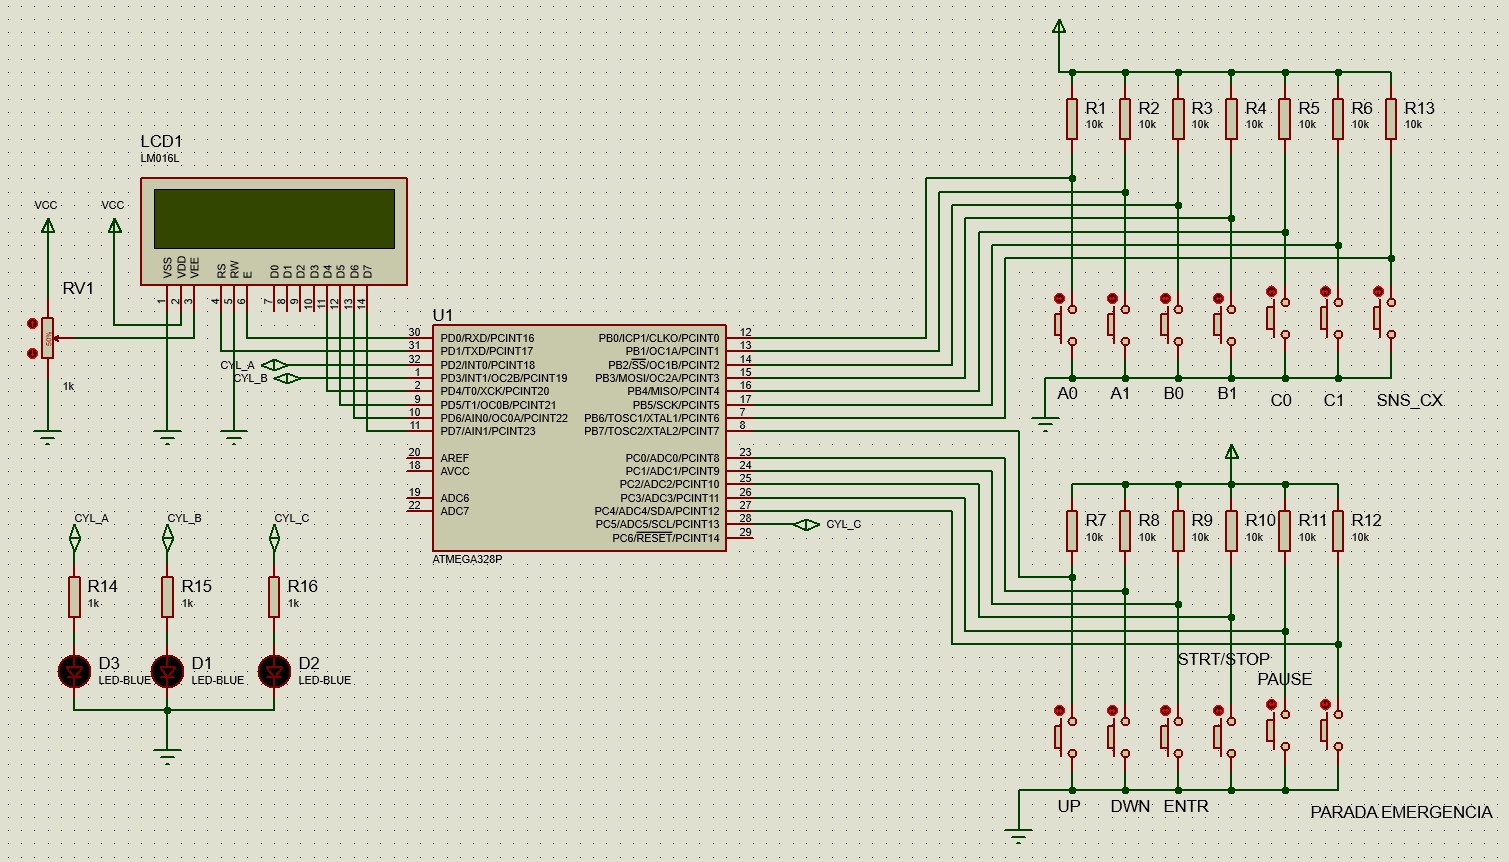 LCD1
LM016L
VCC
VCC
VSS
VDD
VEE
RS
RW
E
D0
D1
D2
D3
D4
D5
D6
D7
1
2
3
4
5
6
7
8
9
10
11
12
13
14
RV1
50%
1k
U1
30 PD0/RXD/PCINT16
31 PD1/TXD/PCINT17
CYL_A 32 PD2/INT0/PCINT18
CYL_B 1 PD3/INT1/OC2B/PCINT19
2 PD4/T0/XCK/PCINT20
9 PD5/T1/OC0B/PCINT21
10 PD6/AIN0/OC0A/PCINT22
11 PD7/AIN1/PCINT23
20 AREF
18 AVCC
19 ADC6
22 ADC7
PB0/ICP1/CLKO/PCINT0 12
PB1/OC1A/PCINT1 13
PB2/SS/OC1B/PCINT2 14
PB3/MOSI/OC2A/PCINT3 15
PB4/MISO/PCINT4 16
PB5/SCK/PCINT5 17
PB6/TOSC1/XTAL1/PCINT6 7
PB7/TOSC2/XTAL2/PCINT7 8
PC0/ADC0/PCINT8 23
PC1/ADC1/PCINT9 24
PC2/ADC2/PCINT10 25
PC3/ADC3/PCINT11 26
PC4/ADC4/SDA/PCINT12 27
PC5/ADC5/SCL/PCINT13 28 CYL_C
PC6/RESET/PCINT14 29
ATMEGA328P
R1 R2 R3 R4 R5 R6 R13
10k 10k 10k 10k 10k 10k 10k
A0 A1 B0 B1 C0 C1 SNS_CX
R7 R8 R9 R10 R11 R12
10k 10k 10k 10k 10k 10k
STRT/STOP
PAUSE
UP DWN ENTR
PARADA EMERGENCIA
CYL_A CYL_B CYL_C
R14 R15 R16
1k 1k 1k
D3 D1 D2
LED-BLUE LED-BLUE LED-BLUE